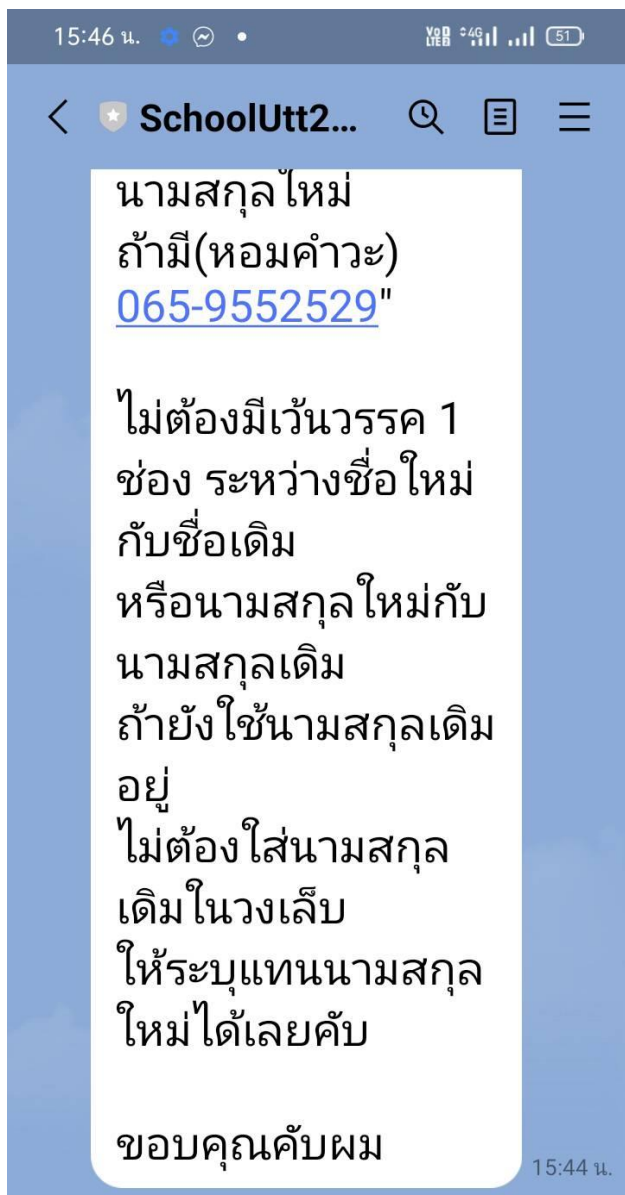 15:46 น.
VoD LTEB 4G 51
SchoolUtt2...
นามสกุลใหม่
ถ้ามี(หอมคำวะ)
065-9552529"
ไม่ต้องมีเว้นวรรค 1
ช่อง ระหว่างชื่อใหม่
กับชื่อเดิม
หรือนามสกุลใหม่กับ
นามสกุลเดิม
ถ้ายังใช้นามสกุลเดิม
อยู่
ไม่ต้องใส่นามสกุล
เดิมในวงเล็บ
ให้ระบุแทนนามสกุล
ใหม่ได้เลยคับ
ขอบคุณคับผม
15:44 น.